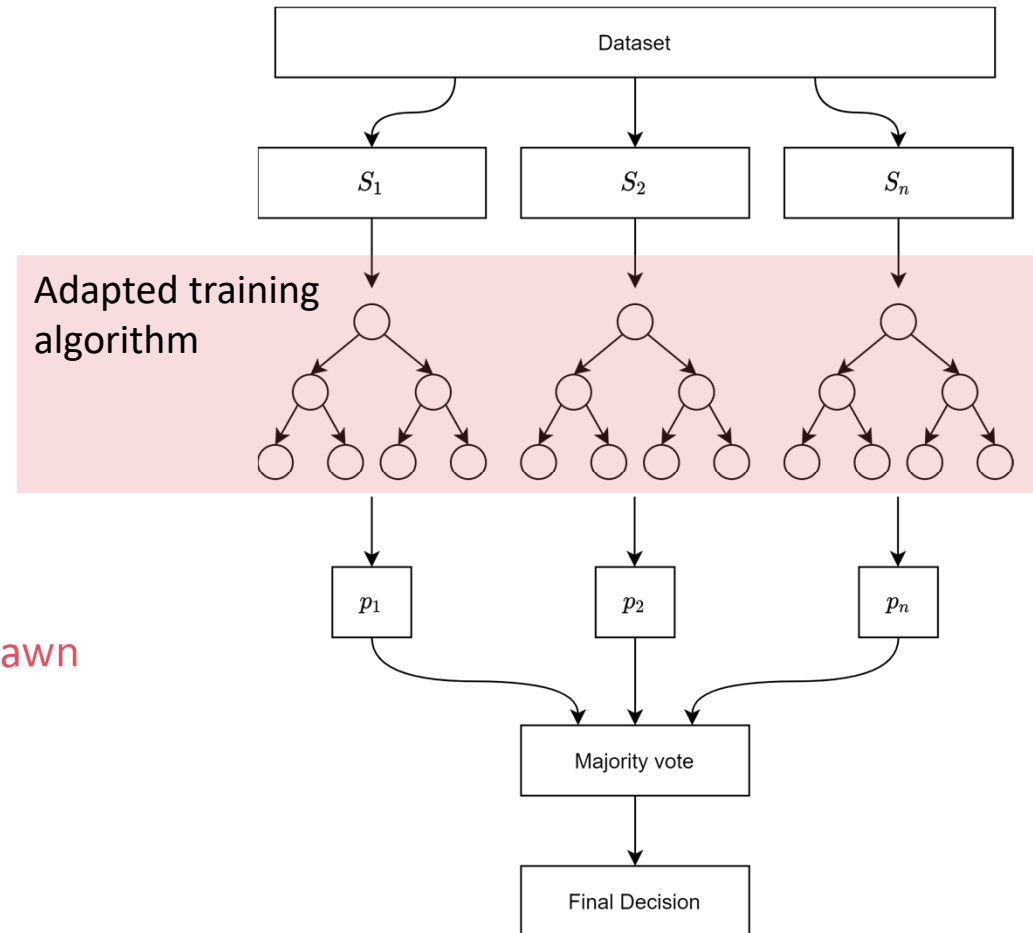 Dataset
S₁
S₂
Sₙ
Adapted training
algorithm
p₁
p₂
pₙ
awn
Majority vote
Final Decision